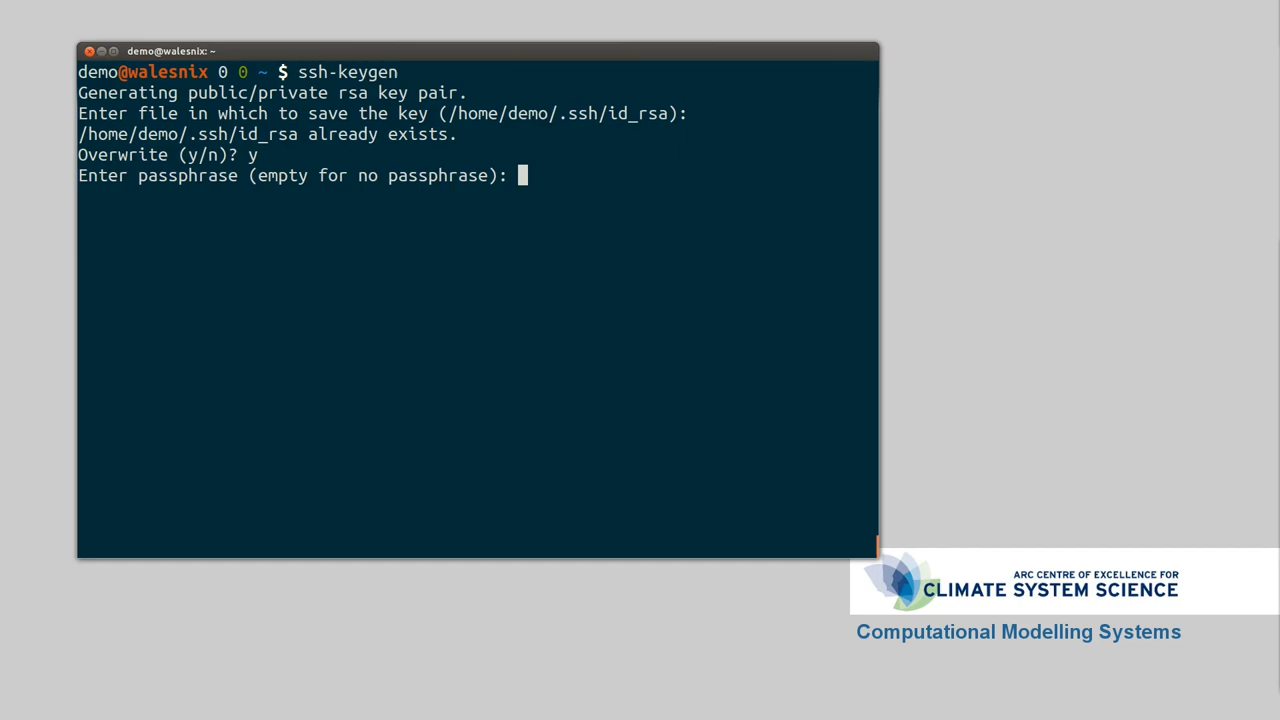 demo@walesnix: ~
demo@walesnix 0 0 ~ $ ssh-keygen
Generating public/private rsa key pair.
Enter file in which to save the key (/home/demo/.ssh/id_rsa):
/home/demo/.ssh/id_rsa already exists.
Overwrite (y/n)? y
Enter passphrase (empty for no passphrase):
ARC CENTRE OF EXCELLENCE FOR
CLIMATE SYSTEM SCIENCE
Computational Modelling Systems